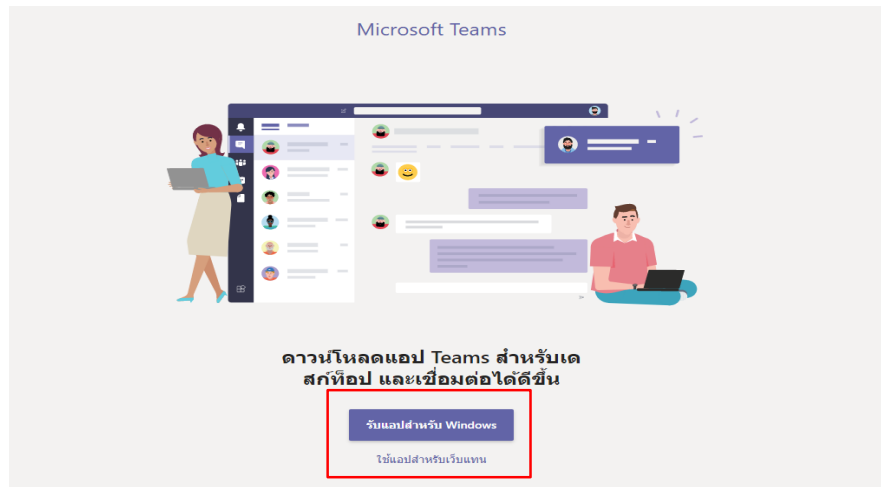 Microsoft Teams
ดาวน์โหลดแอป Teams สำหรับเด
สก์ท็อป และเชื่อมต่อได้ดีขึ้น
รับแอปสำหรับ Windows
ใช้แอปสำหรับเว็บแทน